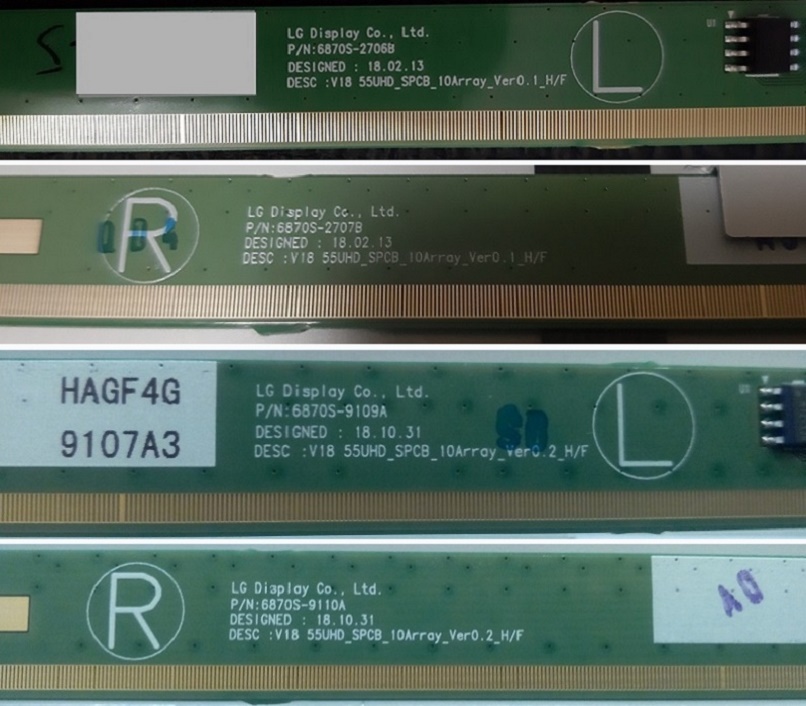 LG Display Co., Ltd.
P/N:6870S-2706B
DESIGNED : 18.02.13
DESC :V18 55UHD_SPCB_10Array_Ver0.1_H/F
L
U1
R
LG Display Co., Ltd.
P/N:6870S-2707B
DESIGNED : 18.02.13
DESC :V18 55UHD_SPCB_10Array_Ver0.1_H/F
HAGF4G
9107A3
LG Display Co., Ltd.
P/N:6870S-9109A
DESIGNED : 18.10.31
DESC :V18 55UHD_SPCB_10Array_Ver0.2_H/F
L
U1
R
LG Display Co., Ltd.
P/N:6870S-9110A
DESIGNED : 18.10.31
DESC :V18 55UHD_SPCB_10Array_Ver0.2_H/F